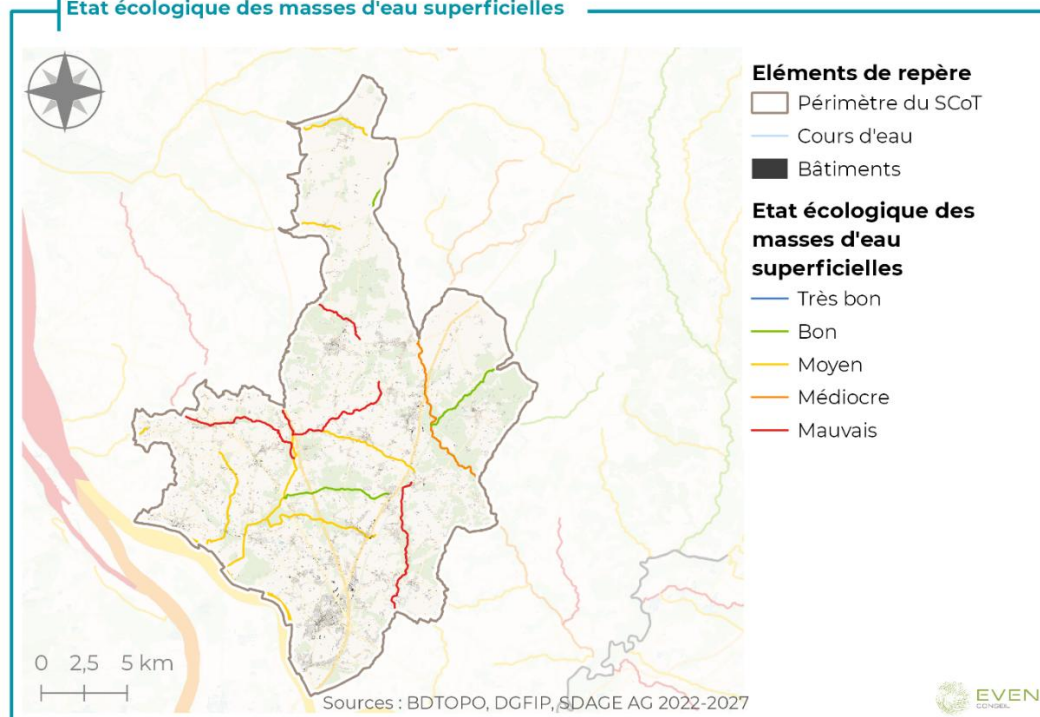 Etat écologique des masses d'eau superficielles
Eléments de repère
Périmètre du SCoT
Cours d'eau
Bâtiments
Etat écologique des
masses d'eau
superficielles
Très bon
Bon
Moyen
Médiocre
Mauvais
0 2,5 5 km
Sources : BDTOPO, DGFIP, SDAGE AG 2022-2027
EVEN
CONSEIL